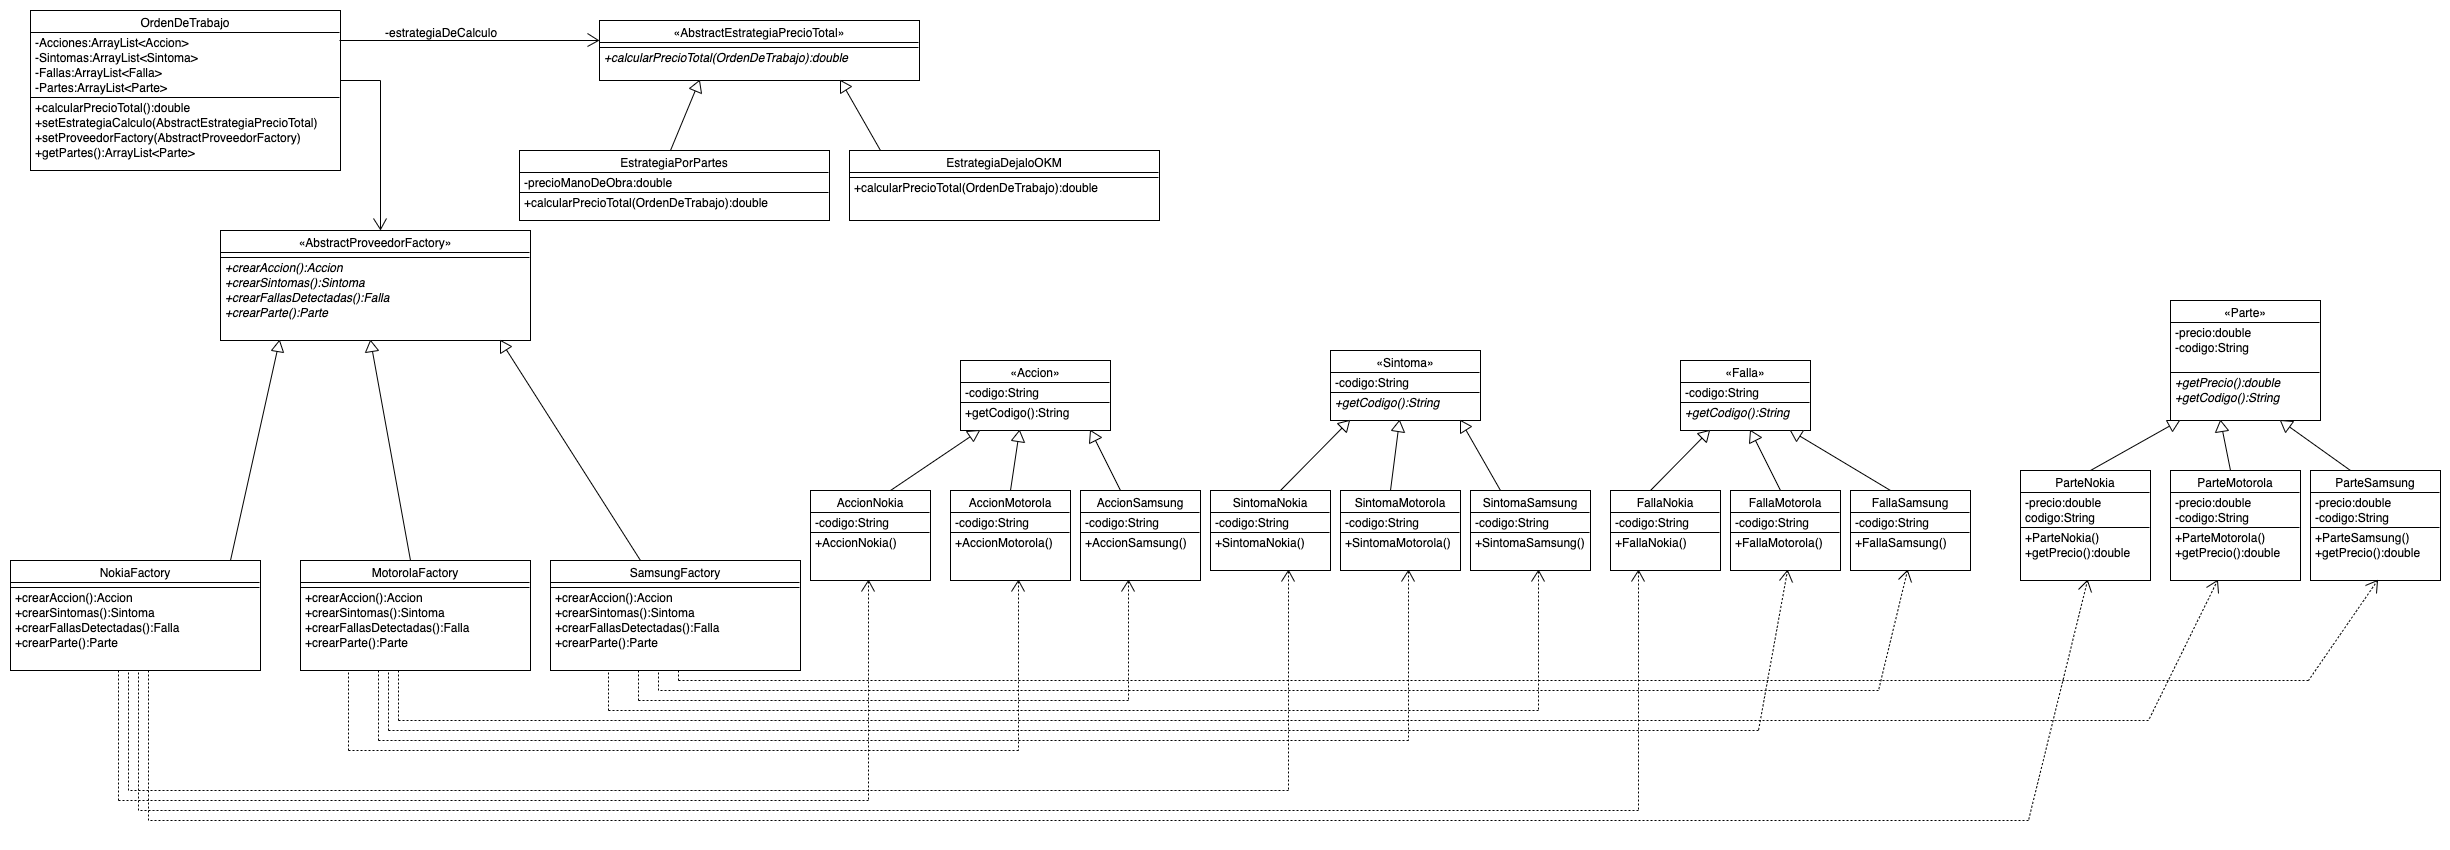 OrdenDeTrabajo
-Acciones:ArrayList<Accion>
-Sintomas:ArrayList<Sintoma>
-Fallas:ArrayList<Falla>
-Partes:ArrayList<Parte>
+calcularPrecioTotal():double
+setEstrategiaCalculo(AbstractEstrategiaPrecioTotal)
+setProveedorFactory(AbstractProveedorFactory)
+getPartes():ArrayList<Parte>
-estrategiaDeCalculo
«AbstractEstrategiaPrecioTotal»
+calcularPrecioTotal(OrdenDeTrabajo):double
EstrategiaPorPartes
-precioManoDeObra:double
+calcularPrecioTotal(OrdenDeTrabajo):double
EstrategiaDejaloOKM
+calcularPrecioTotal(OrdenDeTrabajo):double
«AbstractProveedorFactory»
+crearAccion():Accion
+crearSintomas():Sintoma
+crearFallasDetectadas():Falla
+crearParte():Parte
«Accion»
-codigo:String
+getCodigo():String
«Sintoma»
-codigo:String
+getCodigo():String
«Falla»
-codigo:String
+getCodigo():String
«Parte»
-precio:double
-codigo:String
+getPrecio():double
+getCodigo():String
AccionNokia
-codigo:String
+AccionNokia()
AccionMotorola
-codigo:String
+AccionMotorola()
AccionSamsung
-codigo:String
+AccionSamsung()
SintomaNokia
-codigo:String
+SintomaNokia()
SintomaMotorola
-codigo:String
+SintomaMotorola()
SintomaSamsung
-codigo:String
+SintomaSamsung()
FallaNokia
-codigo:String
+FallaNokia()
FallaMotorola
-codigo:String
+FallaMotorola()
FallaSamsung
-codigo:String
+FallaSamsung()
ParteNokia
-precio:double
codigo:String
+ParteNokia()
+getPrecio():double
ParteMotorola
-precio:double
-codigo:String
+ParteMotorola()
+getPrecio():double
ParteSamsung
-precio:double
-codigo:String
+ParteSamsung()
+getPrecio():double
NokiaFactory
+crearAccion():Accion
+crearSintomas():Sintoma
+crearFallasDetectadas():Falla
+crearParte():Parte
MotorolaFactory
+crearAccion():Accion
+crearSintomas():Sintoma
+crearFallasDetectadas():Falla
+crearParte():Parte
SamsungFactory
+crearAccion():Accion
+crearSintomas():Sintoma
+crearFallasDetectadas():Falla
+crearParte():Parte